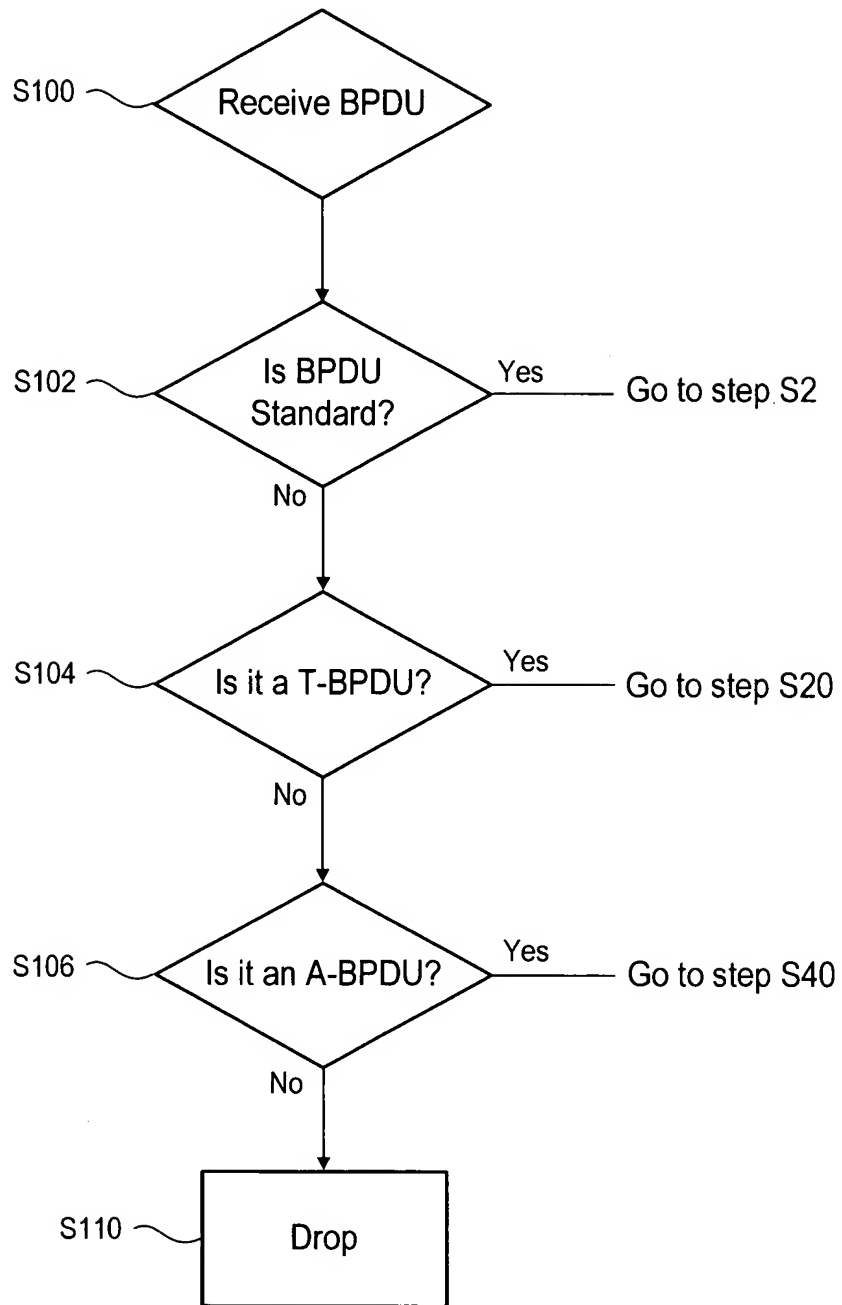 S100
Receive BPDU
S102
Is BPDU
Standard?
Yes
Go to step S2
No
S104
Is it a T-BPDU?
Yes
Go to step S20
No
S106
Is it an A-BPDU?
Yes
Go to step S40
No
S110
Drop